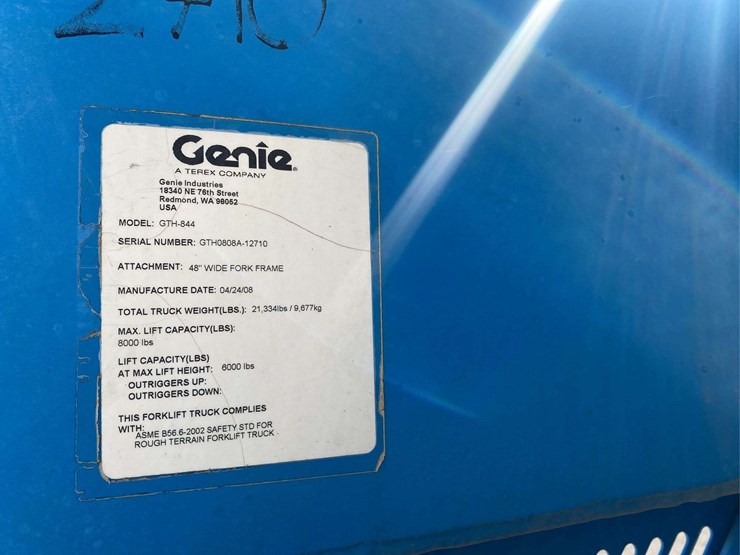 2710
Genie
A TEREX COMPANY
Genie Industries
18340 NE 76th Street
Redmond, WA 98052
USA
MODEL: GTH-844
SERIAL NUMBER: GTH0808A-12710
ATTACHMENT: 48" WIDE FORK FRAME
MANUFACTURE DATE: 04/24/08
TOTAL TRUCK WEIGHT(LBS.): 21,334lbs / 9,677kg
MAX. LIFT CAPACITY(LBS):
8000 lbs
LIFT CAPACITY(LBS)
AT MAX LIFT HEIGHT: 6000 lbs
OUTRIGGERS UP:
OUTRIGGERS DOWN:
THIS FORKLIFT TRUCK COMPLIES
WITH:
ASME B56.6-2002 SAFETY STD FOR
ROUGH TERRAIN FORKLIFT TRUCK